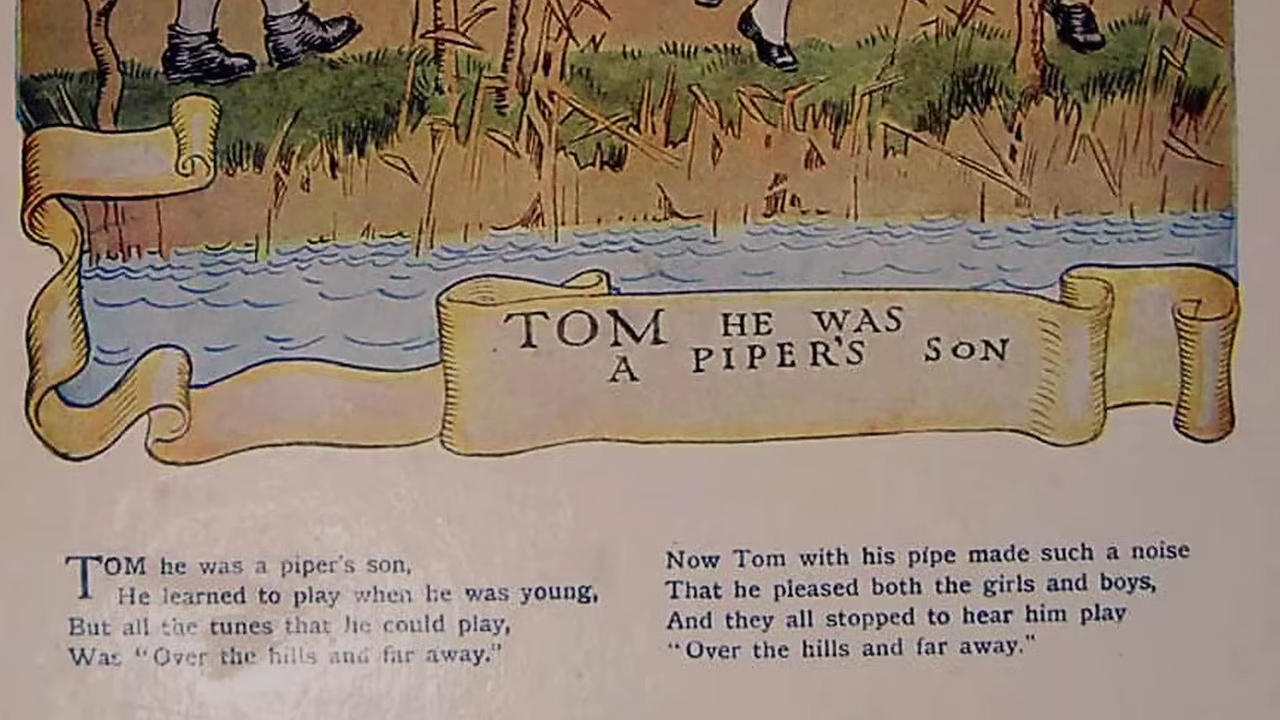 TOM HE WAS
A PIPER'S SON
TOM he was a piper's son,
He learned to play when he was young,
But all the tunes that he could play,
Was "Over the hills and far away."
Now Tom with his pipe made such a noise
That he pleased both the girls and boys,
And they all stopped to hear him play
"Over the hills and far away."